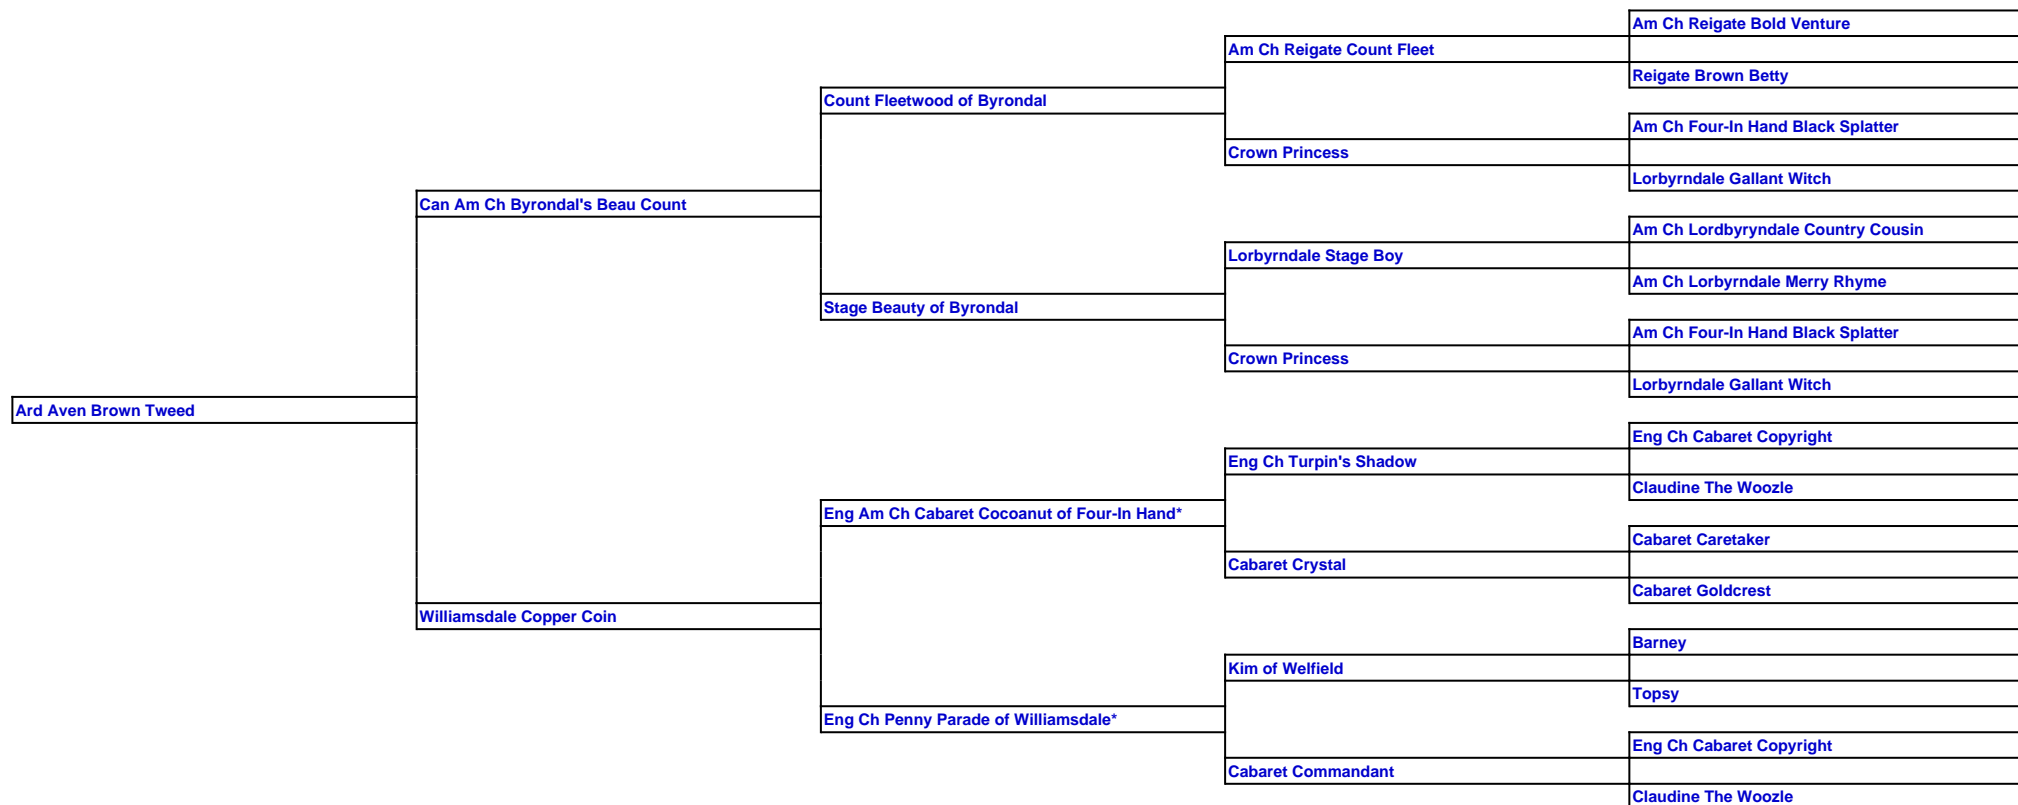 Am Ch Reigate Bold Venture
Am Ch Reigate Count Fleet
Reigate Brown Betty
Count Fleetwood of Byrondal
Am Ch Four-In Hand Black Splatter
Crown Princess
Lorbyrndale Gallant Witch
Can Am Ch Byrondal's Beau Count
Am Ch Lordbyryndale Country Cousin
Lorbyrndale Stage Boy
Am Ch Lorbyrndale Merry Rhyme
Stage Beauty of Byrondal
Am Ch Four-In Hand Black Splatter
Crown Princess
Lorbyrndale Gallant Witch
Ard Aven Brown Tweed
Eng Ch Cabaret Copyright
Eng Ch Turpin's Shadow
Claudine The Woozle
Eng Am Ch Cabaret Cocoanut of Four-In Hand*
Cabaret Caretaker
Cabaret Crystal
Cabaret Goldcrest
Williamsdale Copper Coin
Barney
Kim of Welfield
Topsy
Eng Ch Penny Parade of Williamsdale*
Eng Ch Cabaret Copyright
Cabaret Commandant
Claudine The Woozle